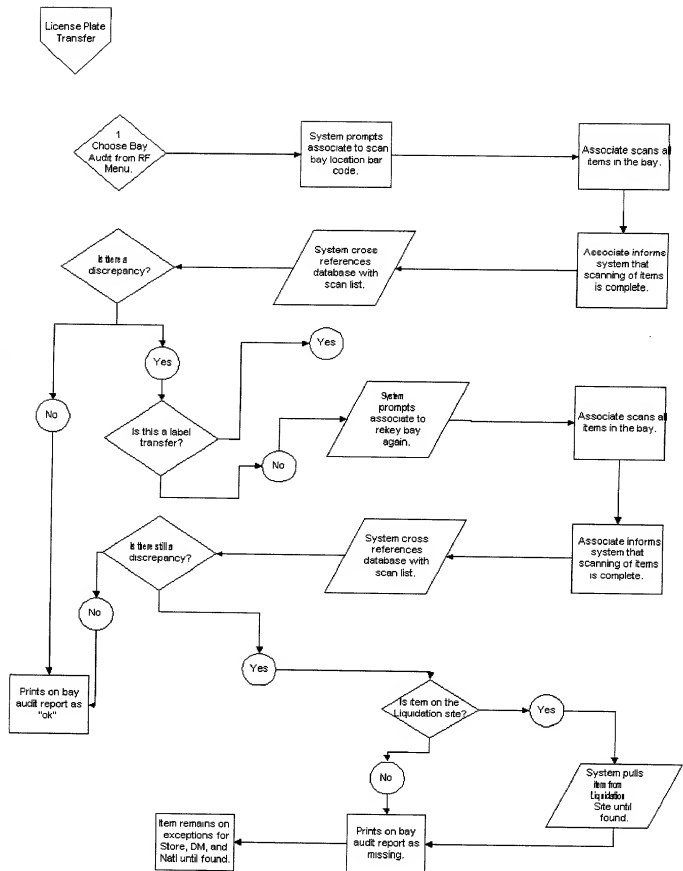 License Plate
Transfer
1
Choose Bay
Audit from RF
Menu.
System prompts
associate to scan
bay location bar
code.
Associate scans al
items in the bay.
Is there a
discrepancy?
System cross
references
database with
scan list.
Associate informs
system that
scanning of items
is complete.
Yes
Yes
No
Is this a label
transfer?
No
System
prompts
associate to
rekey bay
again.
Associate scans al
items in the bay.
Is there still a
discrepancy?
System cross
references
database with
scan list.
Associate informs
system that
scanning of items
is complete.
No
Yes
Prints on bay
audit report as
"ok"
Is item on the
Liquidation site?
Yes
No
System pulls
item from
Liquidation
Site until
found.
Item remains on
exceptions for
Store, DM, and
Natl until found.
Prints on bay
audit report as
missing.